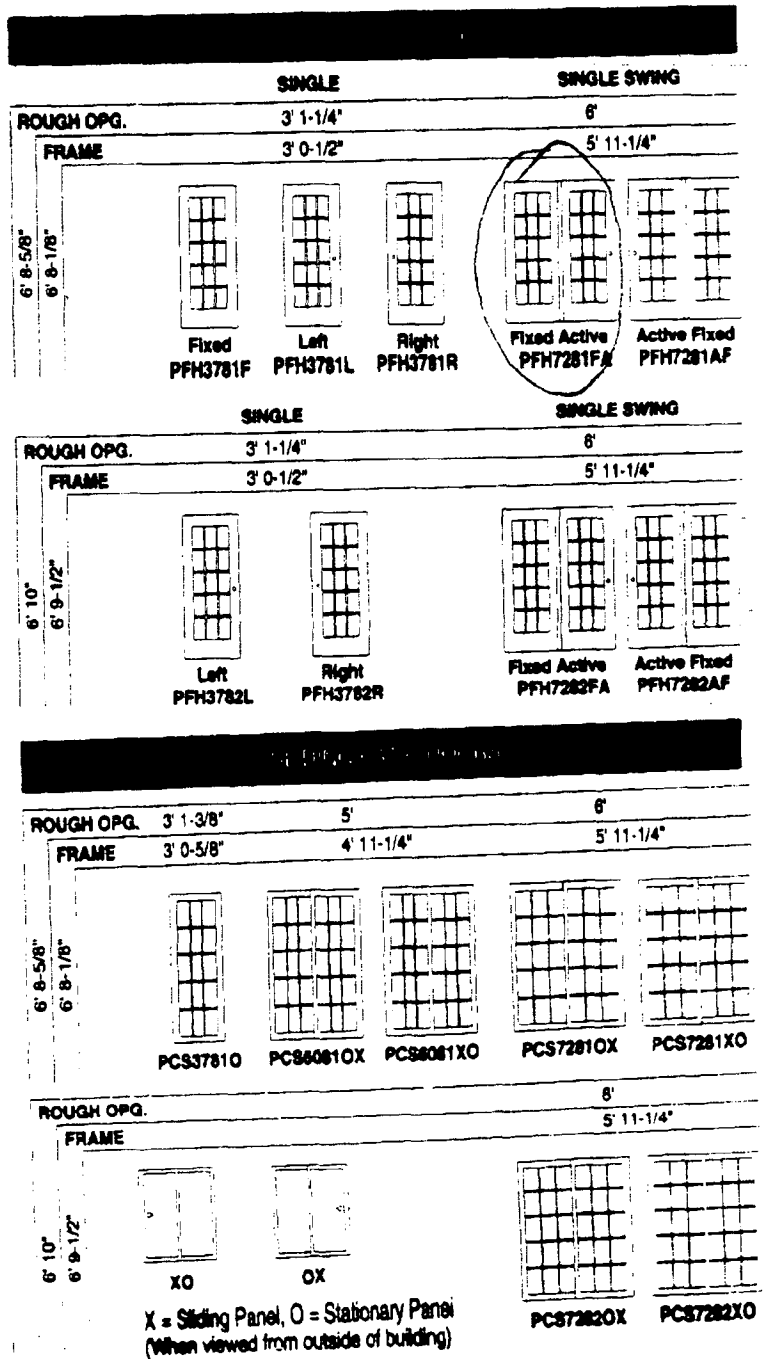 SINGLE SINGLE SWING
ROUGH OPG. 3' 1-1/4" 6'
FRAME 3' 0-1/2" 5' 11-1/4"
6' 8-5/8"
6' 8-1/8"
Fixed Left Right Fixed Active Active Fixed
PFH3781F PFH3781L PFH3781R PFH7281FA PFH7281AF
SINGLE SINGLE SWING
ROUGH OPG. 3' 1-1/4" 6'
FRAME 3' 0-1/2" 5' 11-1/4"
6' 10"
6' 9-1/2"
Left Right Fixed Active Active Fixed
PFH3782L PFH3782R PFH7282FA PFH7282AF
ROUGH OPG. 3' 1-3/8" 5' 6'
FRAME 3' 0-5/8" 4' 11-1/4" 5' 11-1/4"
6' 8-5/8"
6' 8-1/8"
PCS3781O PCS6081OX PCS6081XO PCS7281OX PCS7281XO
ROUGH OPG. 6'
FRAME 5' 11-1/4"
6' 10"
6' 9-1/2"
XO OX
X = Sliding Panel, O = Stationary Panel
(When viewed from outside of building)
PCS7282OX PCS7282XO